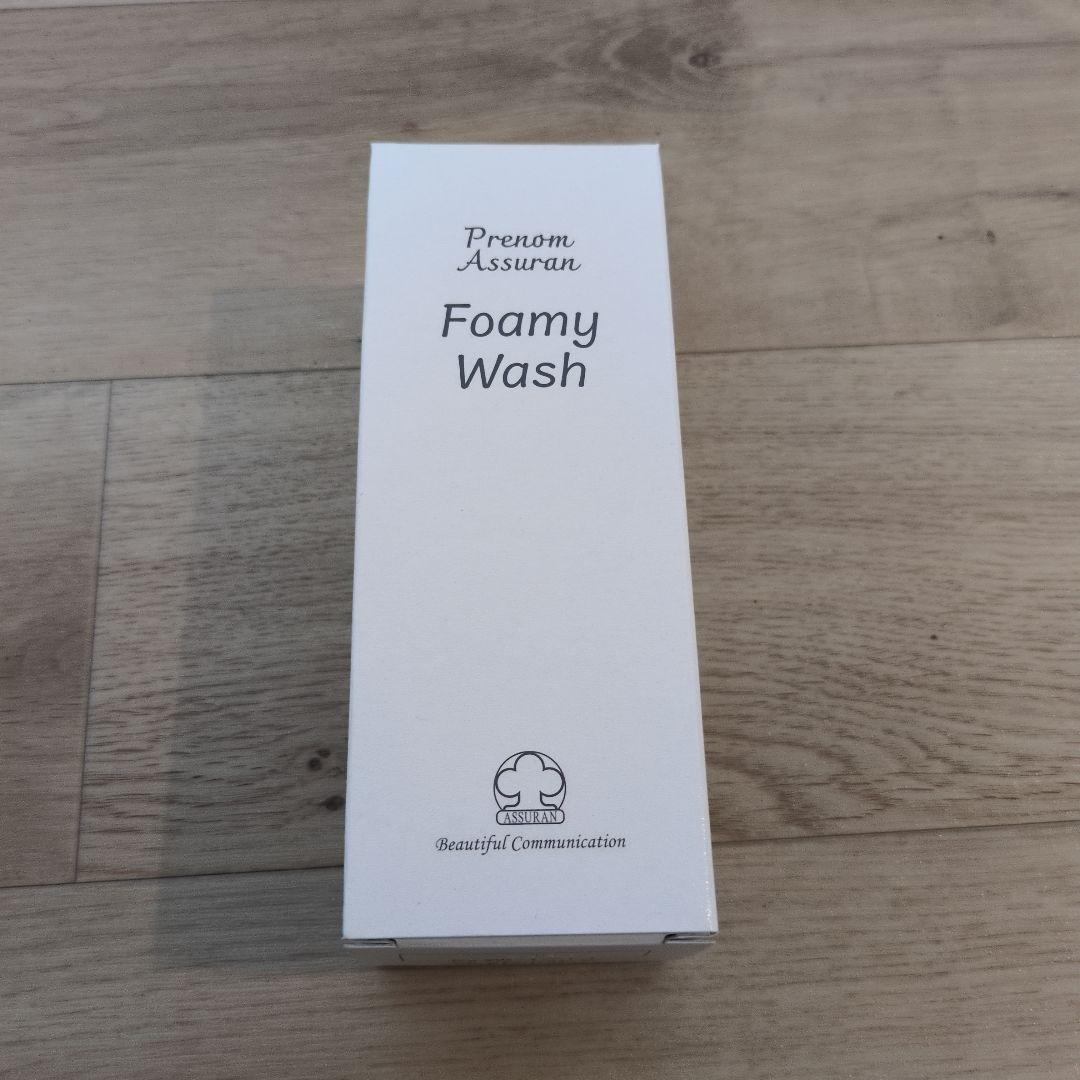 Prenom
Assuran
Foamy
Wash
ASSURAN
Beautiful Communication